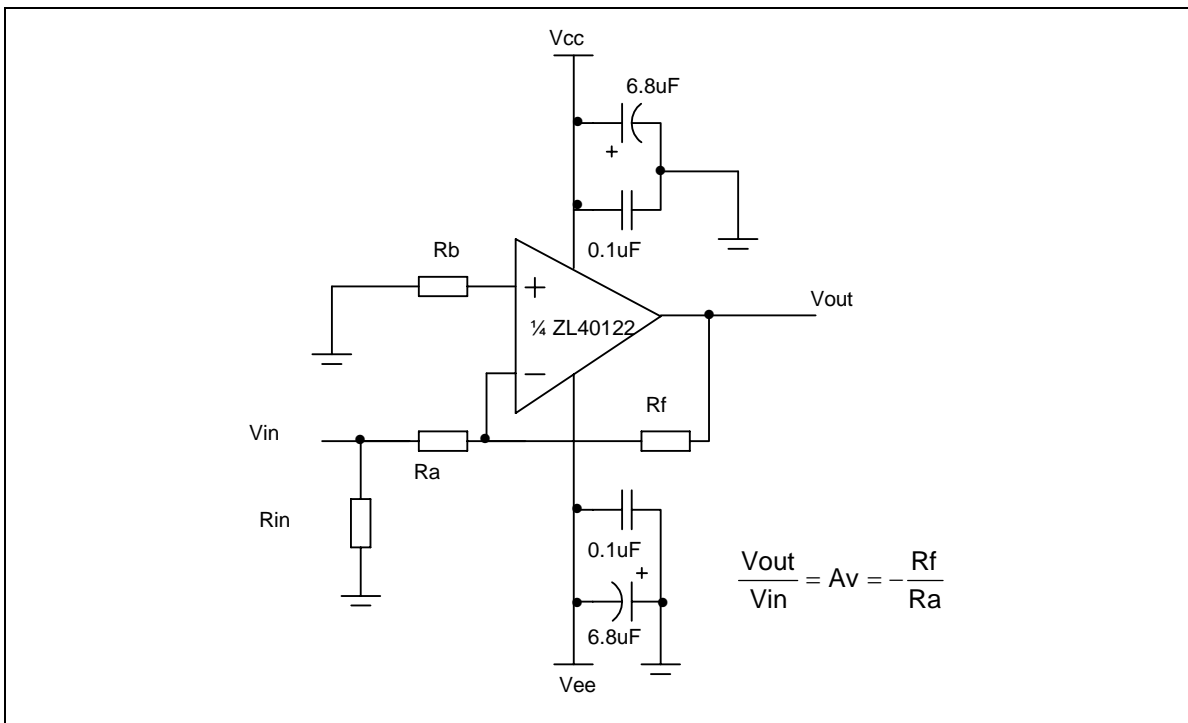 Vcc
6.8uF
+
0.1uF
Rb
+
¼ ZL40122
Vout
−
Rf
Vin
Ra
Rin
0.1uF
+
6.8uF
Vee
Vout/Vin = Av = −Rf/Ra